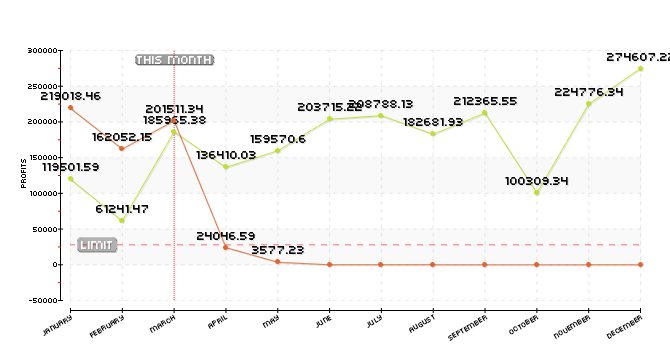 300000
THIS MONTH
274607.22
250000
219018.46
224776.34
201511.34
203715.22
208788.13
212365.55
200000
185965.38
182681.93
162052.15
159570.6
150000
136410.03
119501.59
PROFITS
100309.34
100000
61241.47
50000
LIMIT
24046.59
3577.23
0
-50000
JANUARY
FEBRUARY
MARCH
APRIL
MAY
JUNE
JULY
AUGUST
SEPTEMBER
OCTOBER
NOVEMBER
DECEMBER